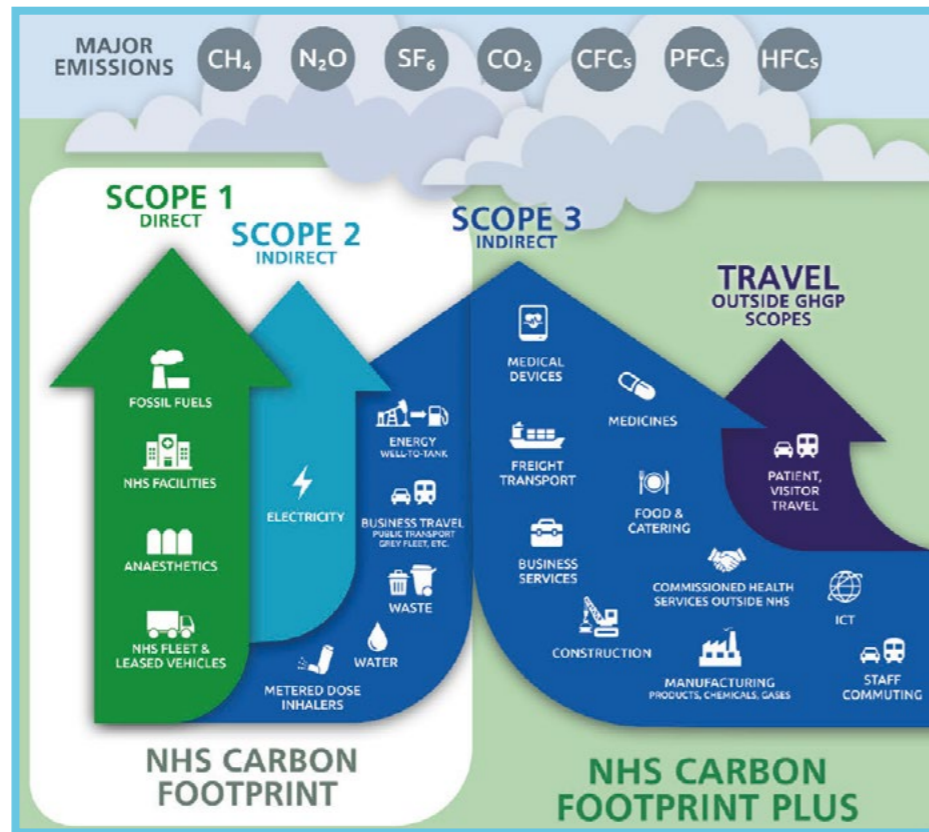 MAJOR
EMISSIONS
CH₄
N₂O
SF₆
CO₂
CFCs
PFCs
HFCs
SCOPE 1
DIRECT
SCOPE 2
INDIRECT
SCOPE 3
INDIRECT
TRAVEL
OUTSIDE GHGP
SCOPES
FOSSIL FUELS
NHS FACILITIES
ANAESTHETICS
NHS FLEET &
LEASED VEHICLES
ELECTRICITY
ENERGY
WELL-TO-TANK
BUSINESS TRAVEL
PUBLIC TRANSPORT
GREY FLEET, ETC.
WASTE
WATER
METERED DOSE
INHALERS
MEDICAL
DEVICES
FREIGHT
TRANSPORT
BUSINESS
SERVICES
CONSTRUCTION
MEDICINES
FOOD &
CATERING
COMMISSIONED HEALTH
SERVICES OUTSIDE NHS
MANUFACTURING
PRODUCTS, CHEMICALS, GASES
PATIENT,
VISITOR
TRAVEL
ICT
STAFF
COMMUTING
NHS CARBON
FOOTPRINT
NHS CARBON
FOOTPRINT PLUS